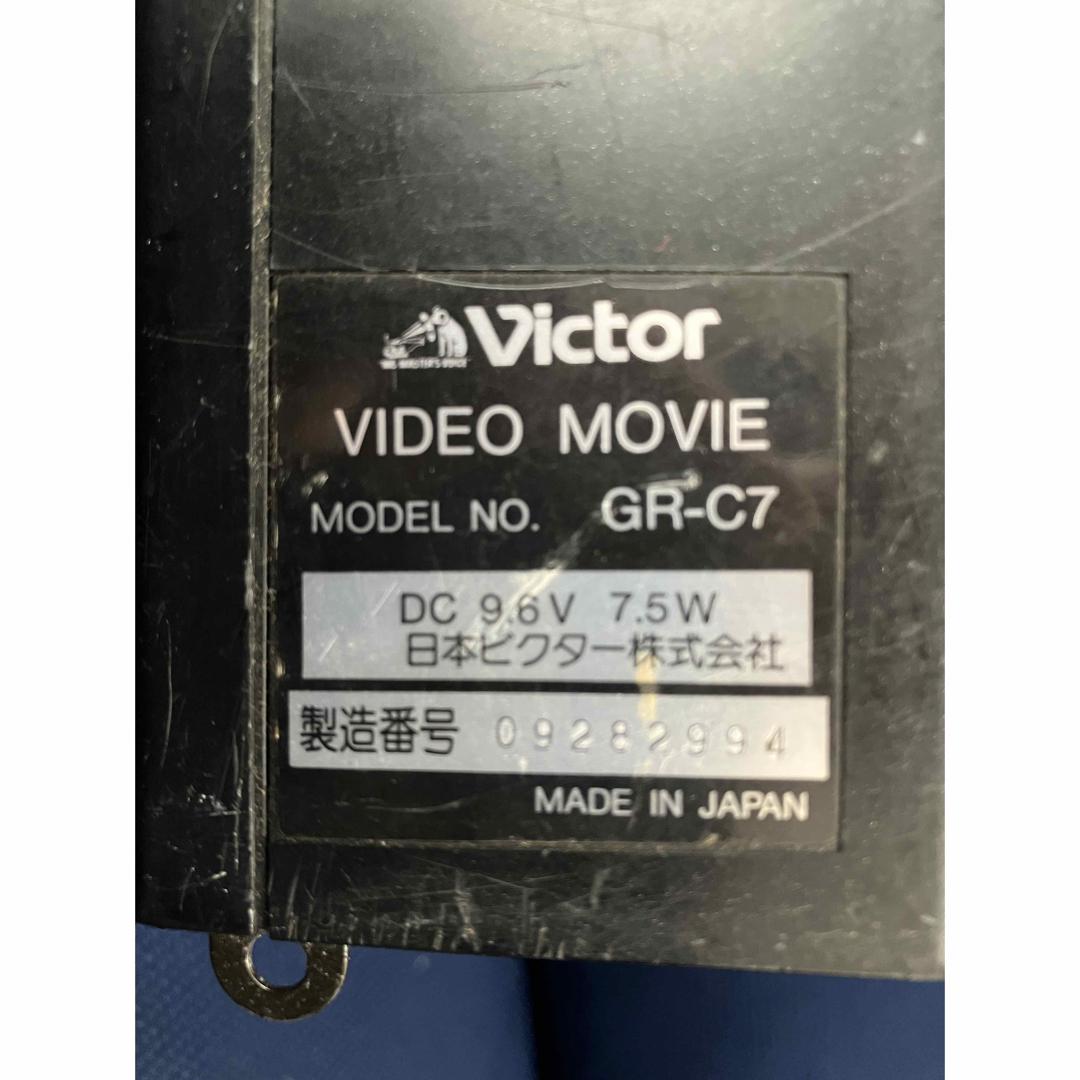 Victor
"HIS MASTER'S VOICE"
VIDEO MOVIE
MODEL NO. GR-C7
DC 9.6V 7.5W
日本ビクター株式会社
製造番号 09282994
MADE IN JAPAN